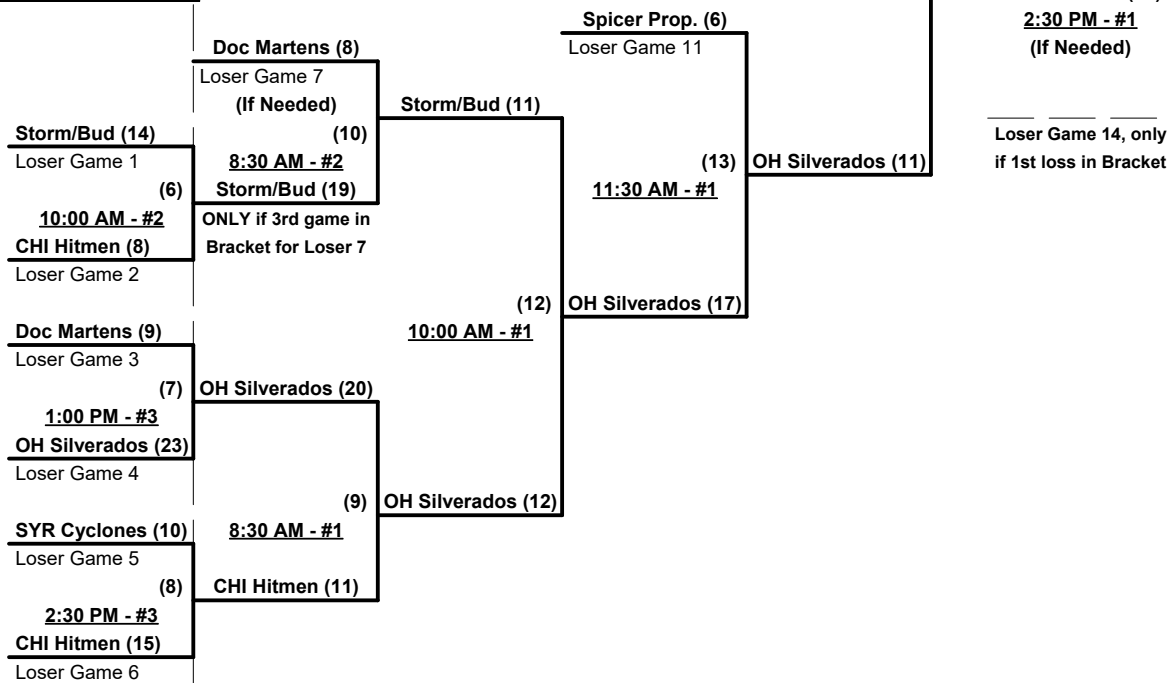 Spicer Prop. (6)
2:30 PM - #1
Doc Martens (8)
Loser Game 11
(If Needed)
Loser Game 7
(If Needed)
Storm/Bud (11)
Storm/Bud (14)
(10)
Loser Game 14, only
Loser Game 1
8:30 AM - #2
(13)
OH Silverados (11)
if 1st loss in Bracket
(6)
Storm/Bud (19)
11:30 AM - #1
10:00 AM - #2
ONLY if 3rd game in
CHI Hitmen (8)
Bracket for Loser 7
Loser Game 2
(12)
OH Silverados (17)
Doc Martens (9)
10:00 AM - #1
Loser Game 3
(7)
OH Silverados (20)
1:00 PM - #3
OH Silverados (23)
Loser Game 4
(9)
OH Silverados (12)
SYR Cyclones (10)
8:30 AM - #1
Loser Game 5
(8)
CHI Hitmen (11)
2:30 PM - #3
CHI Hitmen (15)
Loser Game 6